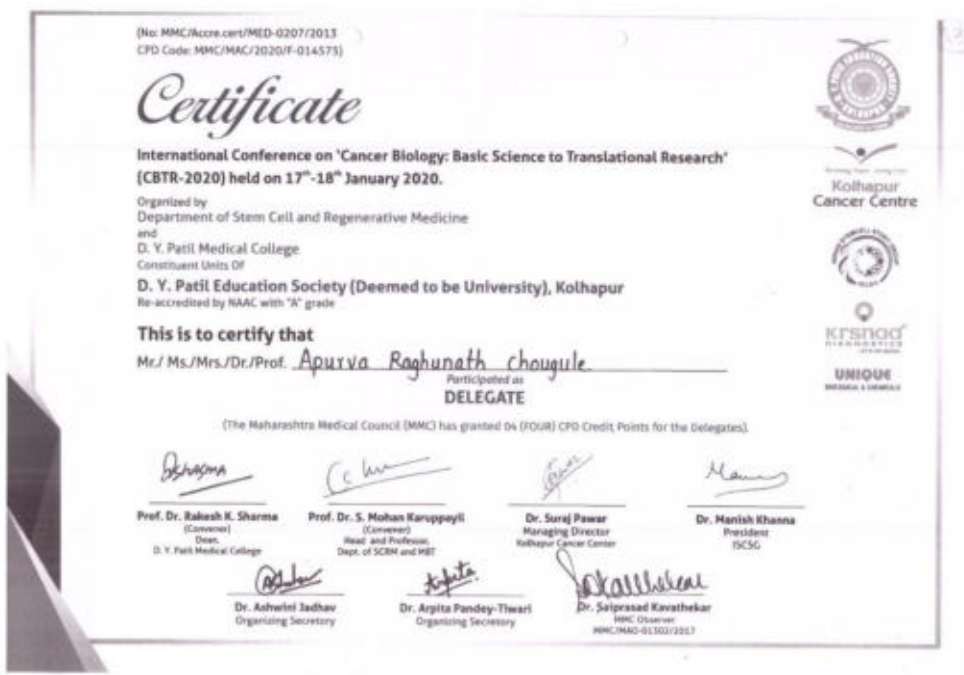 (No: MMC/Accre.cert/MED-0207/2013
CPD Code: MMC/MAC/2020/F-014575)
Certificate
International Conference on 'Cancer Biology: Basic Science to Translational Research'
(CBTR-2020) held on 17th-18th January 2020.
Organized by
Department of Stem Cell and Regenerative Medicine
and
D. Y. Patil Medical College
Constituent Units Of
D. Y. Patil Education Society (Deemed to be University), Kolhapur
Re-accredited by NAAC with "A" grade
This is to certify that
Mr./ Ms./Mrs./Dr./Prof. Apurva Raghunath Chougule
Participated as
DELEGATE
(The Maharashtra Medical Council (MMC) has granted 04 (FOUR) CPD Credit Points for the Delegates).
Prof. Dr. Rakesh K. Sharma
(Convener)
Dean,
D. Y. Patil Medical College
Prof. Dr. S. Mohan Karuppayil
(Convener)
Head and Professor,
Dept. of SCRM and MBT
Dr. Suraj Pawar
Managing Director
Kolhapur Cancer Center
Dr. Manish Khanna
President
ISCSG
Arpita
Dr. Ashwini Jadhav
Organizing Secretary
Dr. Arpita Pandey-Tiwari
Organizing Secretary
Dr. Saiprasad Kavathekar
MMC Observer
MMC/MAO-01302/2017
Kolhapur
Cancer Centre
krsnaa
DIAGNOSTICS
UNIQUE